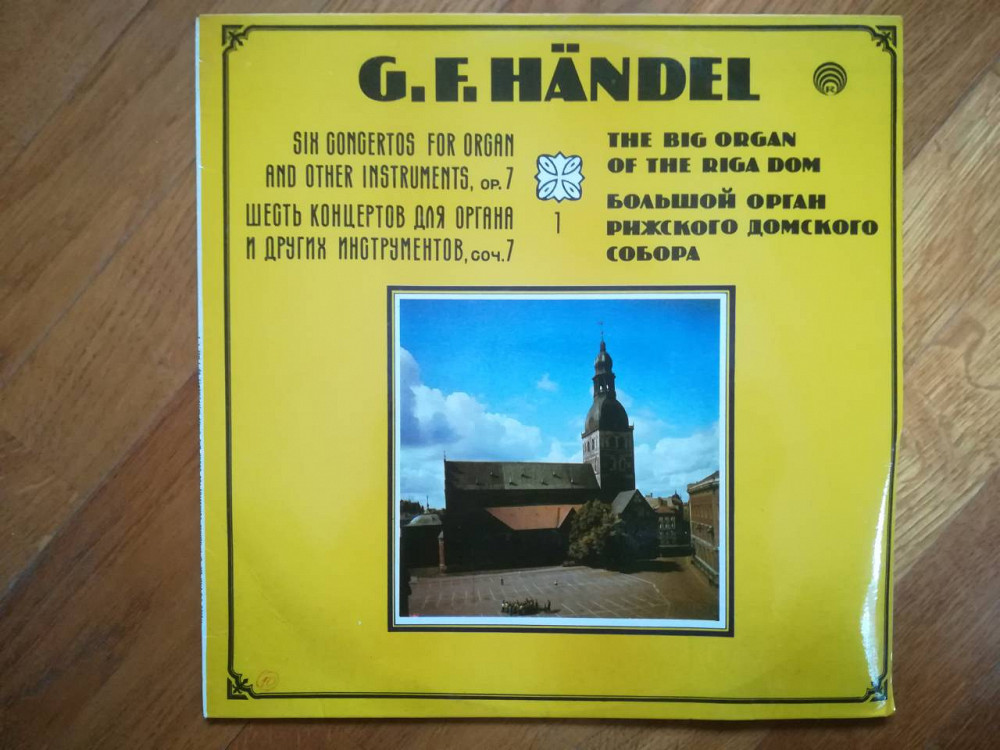 G. F. HÄNDEL
SIX CONCERTOS FOR ORGAN
AND OTHER INSTRUMENTS, OP. 7
ШЕСТЬ КОНЦЕРТОВ ДЛЯ ОРГАНА
И ДРУГИХ ИНСТРУМЕНТОВ, СОЧ. 7
1
THE BIG ORGAN
OF THE RIGA DOM
БОЛЬШОЙ ОРГАН
РИЖСКОГО ДОМСКОГО
СОБОРА
R